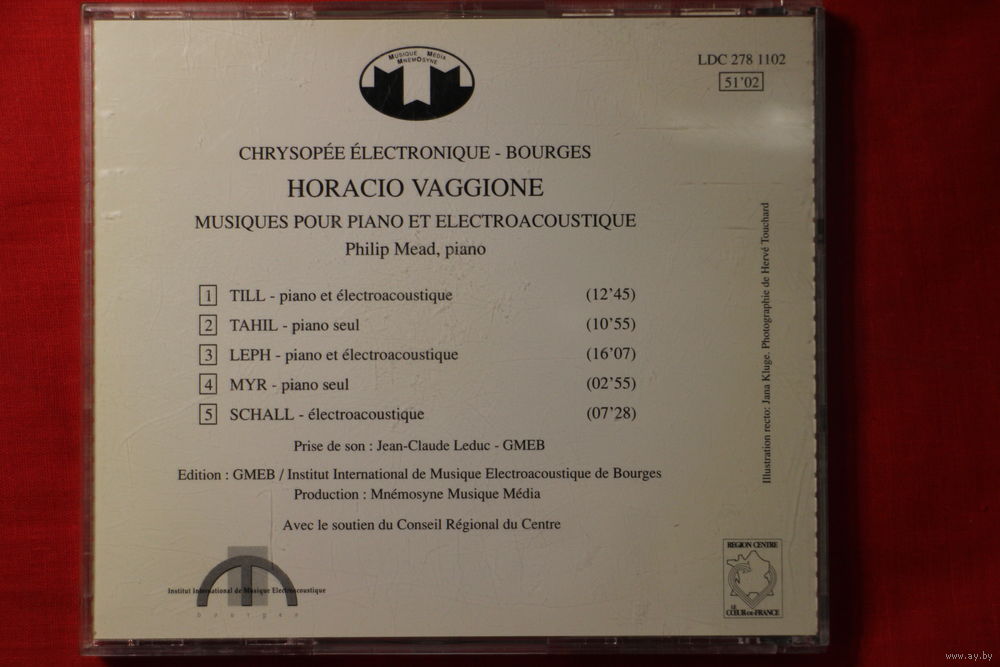 MUSIQUE MÉDIA
MNEMOSYNE
LDC 278 1102
51'02
CHRYSOPÉE ÉLECTRONIQUE - BOURGES
HORACIO VAGGIONE
MUSIQUES POUR PIANO ET ELECTROACOUSTIQUE
Philip Mead, piano
1 TILL - piano et électroacoustique (12'45)
2 TAHIL - piano seul (10'55)
3 LEPH - piano et électroacoustique (16'07)
4 MYR - piano seul (02'55)
5 SCHALL - électroacoustique (07'28)
Prise de son : Jean-Claude Leduc - GMEB
Edition : GMEB / Institut International de Musique Electroacoustique de Bourges
Production : Mnémosyne Musique Média
Avec le soutien du Conseil Régional du Centre
Illustration recto: Jana Kluge. Photographie de Hervé Touchard
Institut International de Musique Electroacoustique
bourges
RÉGION CENTRE
LE
CŒUR DE FRANCE
www.ay.by